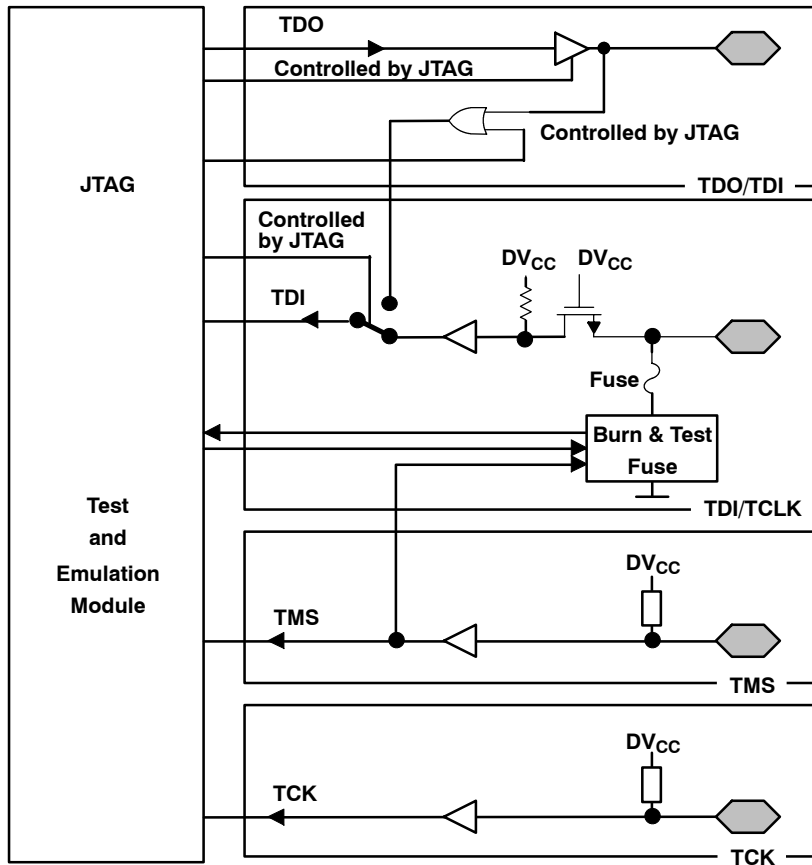 JTAG
Test
and
Emulation
Module
TDO
Controlled by JTAG
Controlled by JTAG
TDO/TDI
Controlled
by JTAG
TDI
DVCC
DVCC
Fuse
Burn & Test
Fuse
TDI/TCLK
TMS
DVCC
TMS
TCK
DVCC
TCK